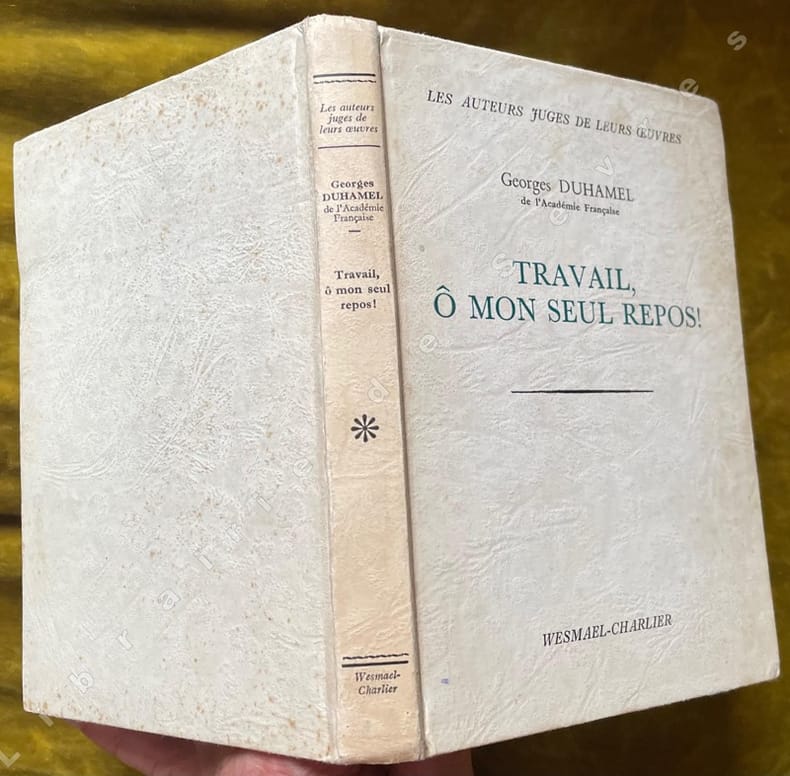 Les auteurs
juges de
leurs œuvres
Georges
DUHAMEL
de l'Académie
Française
Travail,
ô mon seul
repos!
Wesmael-
Charlier
LES AUTEURS JUGES DE LEURS ŒUVRES
Georges DUHAMEL
de l'Académie Française
TRAVAIL,
Ô MON SEUL REPOS!
WESMAEL-CHARLIER